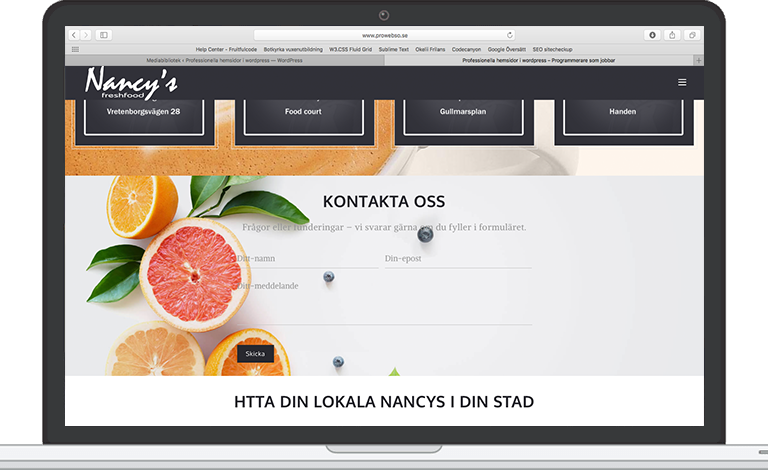 www.prowebso.se
Help Center - Fruitfulcode Botkyrka vuxenutbildning W3.CSS Fluid Grid Sublime Text Okelii Frilans Codecanyon Google Översätt SEO sitecheckup
Mediabibliotek ‹ Professionella hemsidor i wordpress — WordPress
Professionella hemsidor i wordpress – Programmerare som jobbar
Nancy's
freshfood
Vretenborgsvägen 28
Food court
Gullmarsplan
Handen
KONTAKTA OSS
Frågor eller funderingar – vi svarar gärna om du fyller i formuläret.
Ditt-namn Din-epost
Din-meddelande
Skicka
HTTA DIN LOKALA NANCYS I DIN STAD